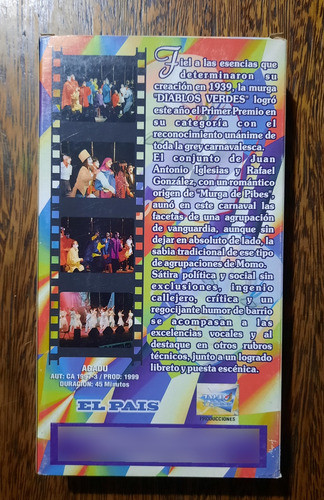 Fiel a las esencias que
determinaron su
creación en 1939, la murga
"DIABLOS VERDES" logró
este año el Primer Premio en
su categoría con el
reconocimiento unánime de
toda la grey carnavalesca.
El conjunto de Juan
Antonio Iglesias y Rafael
González, con un romántico
origen de "Murga de Pibes",
aunó en este carnaval las
facetas de una agrupación
de vanguardia, aunque sin
dejar en absoluto de lado, la
sabia tradicional de ese tipo
de agrupaciones de Momo.
Sátira política y social sin
exclusiones, ingenio
callejero, crítica y un
regocijante humor de barrio
se acompasan a las
excelencias vocales y al
destaque en otros rubros
técnicos, junto a un logrado
libreto y puesta escénica.
AGADU
AUT: CA 1997-3 / PROD: 1999
DURACION: 45 Minutos
EL PAIS
PRODUCCIONES